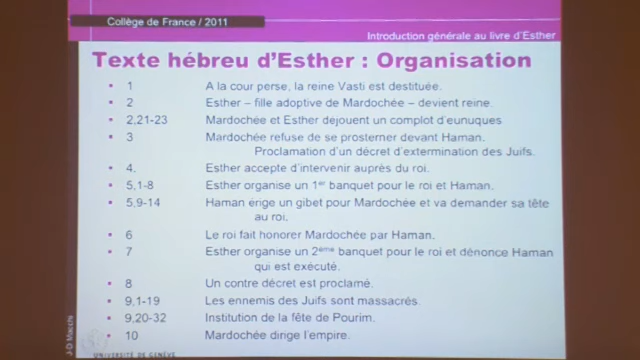 Collège de France / 2011
Introduction générale au livre d'Esther
Texte hébreu d'Esther : Organisation
• 1 A la cour perse, la reine Vasti est destituée.
• 2 Esther – fille adoptive de Mardochée – devient reine.
• 2,21-23 Mardochée et Esther dejouent un complot d'eunuques
• 3 Mardochée refuse de se prosterner devant Haman.
Proclamation d'un décret d'extermination des Juifs.
• 4. Esther accepte d'intervenir auprès du roi.
• 5,1-8 Esther organise un 1er banquet pour le roi et Haman.
• 5,9-14 Haman érige un gibet pour Mardochée et va demander sa tête
au roi.
• 6 Le roi fait honorer Mardochée par Haman.
• 7 Esther organise un 2ème banquet pour le roi et dénonce Haman
qui est exécuté.
• 8 Un contre décret est proclamé.
• 9,1-19 Les ennemis des Juifs sont massacrés.
• 9,20-32 Institution de la fête de Pourim.
• 10 Mardochée dirige l'empire.
J-D Macchi
UNIVERSITÉ DE GENÈVE